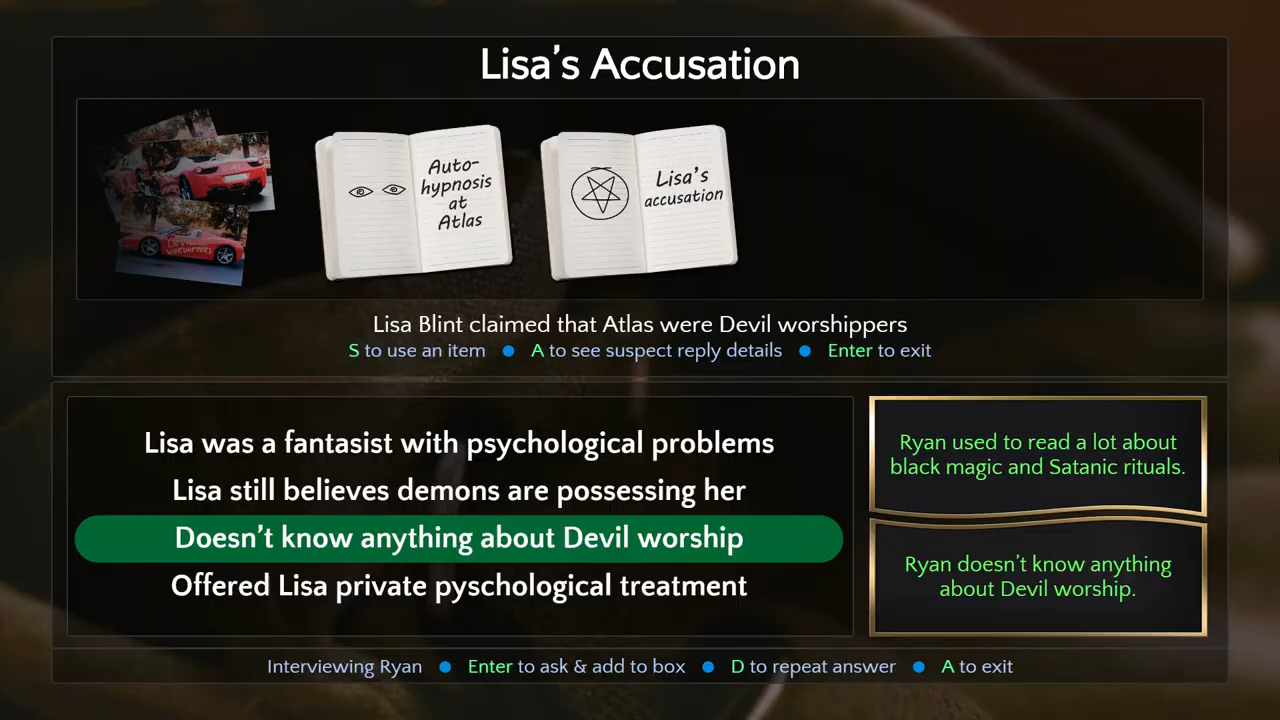 Lisa's Accusation
DEVIL
WORSHIPPERS
Auto-
hypnosis
at
Atlas
Lisa's
accusation
Lisa Blint claimed that Atlas were Devil worshippers
S to use an item ● A to see suspect reply details ● Enter to exit
Lisa was a fantasist with psychological problems
Lisa still believes demons are possessing her
Doesn't know anything about Devil worship
Offered Lisa private pyschological treatment
Ryan used to read a lot about
black magic and Satanic rituals.
Ryan doesn't know anything
about Devil worship.
Interviewing Ryan ● Enter to ask & add to box ● D to repeat answer ● A to exit